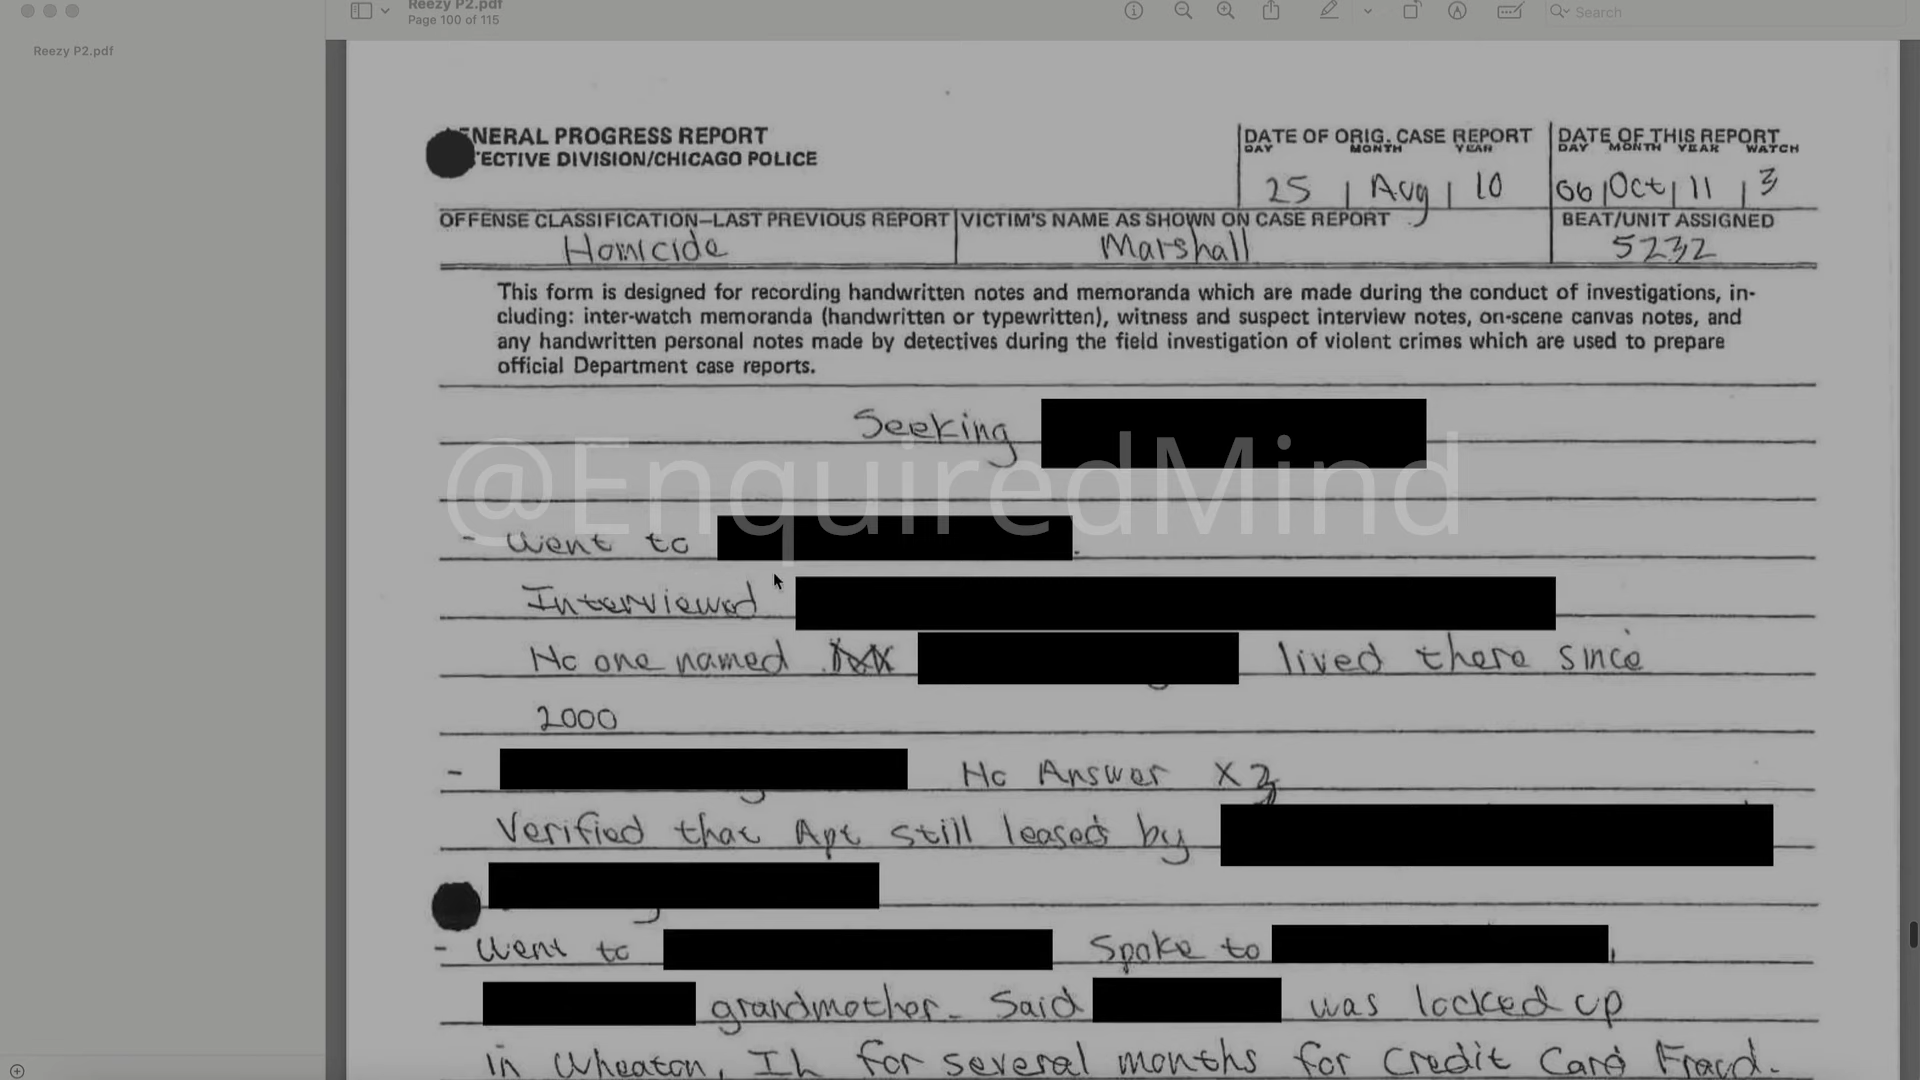 Reezy P2.pdf
Page 100 of 115
Search
Reezy P2.pdf
NERAL PROGRESS REPORT
ECTIVE DIVISION/CHICAGO POLICE
DATE OF ORIG. CASE REPORT
DAY MONTH YEAR
25 Aug 10
DATE OF THIS REPORT
DAY MONTH YEAR WATCH
06 Oct 11 3
OFFENSE CLASSIFICATION—LAST PREVIOUS REPORT
Homicide
VICTIM'S NAME AS SHOWN ON CASE REPORT
Marshall
BEAT/UNIT ASSIGNED
5232
This form is designed for recording handwritten notes and memoranda which are made during the conduct of investigations, in-
cluding: inter-watch memoranda (handwritten or typewritten), witness and suspect interview notes, on-scene canvas notes, and
any handwritten personal notes made by detectives during the field investigation of violent crimes which are used to prepare
official Department case reports.
Seeking
@EnquiredMind
- Went to .
Interviewed
No one named lived there since
2000
- No Answer
Verified that Apt still leased by
- Went to Spoke to ,
grandmother. Said was locked up
in Wheaton, IL for several months for Credit Card Fraud.